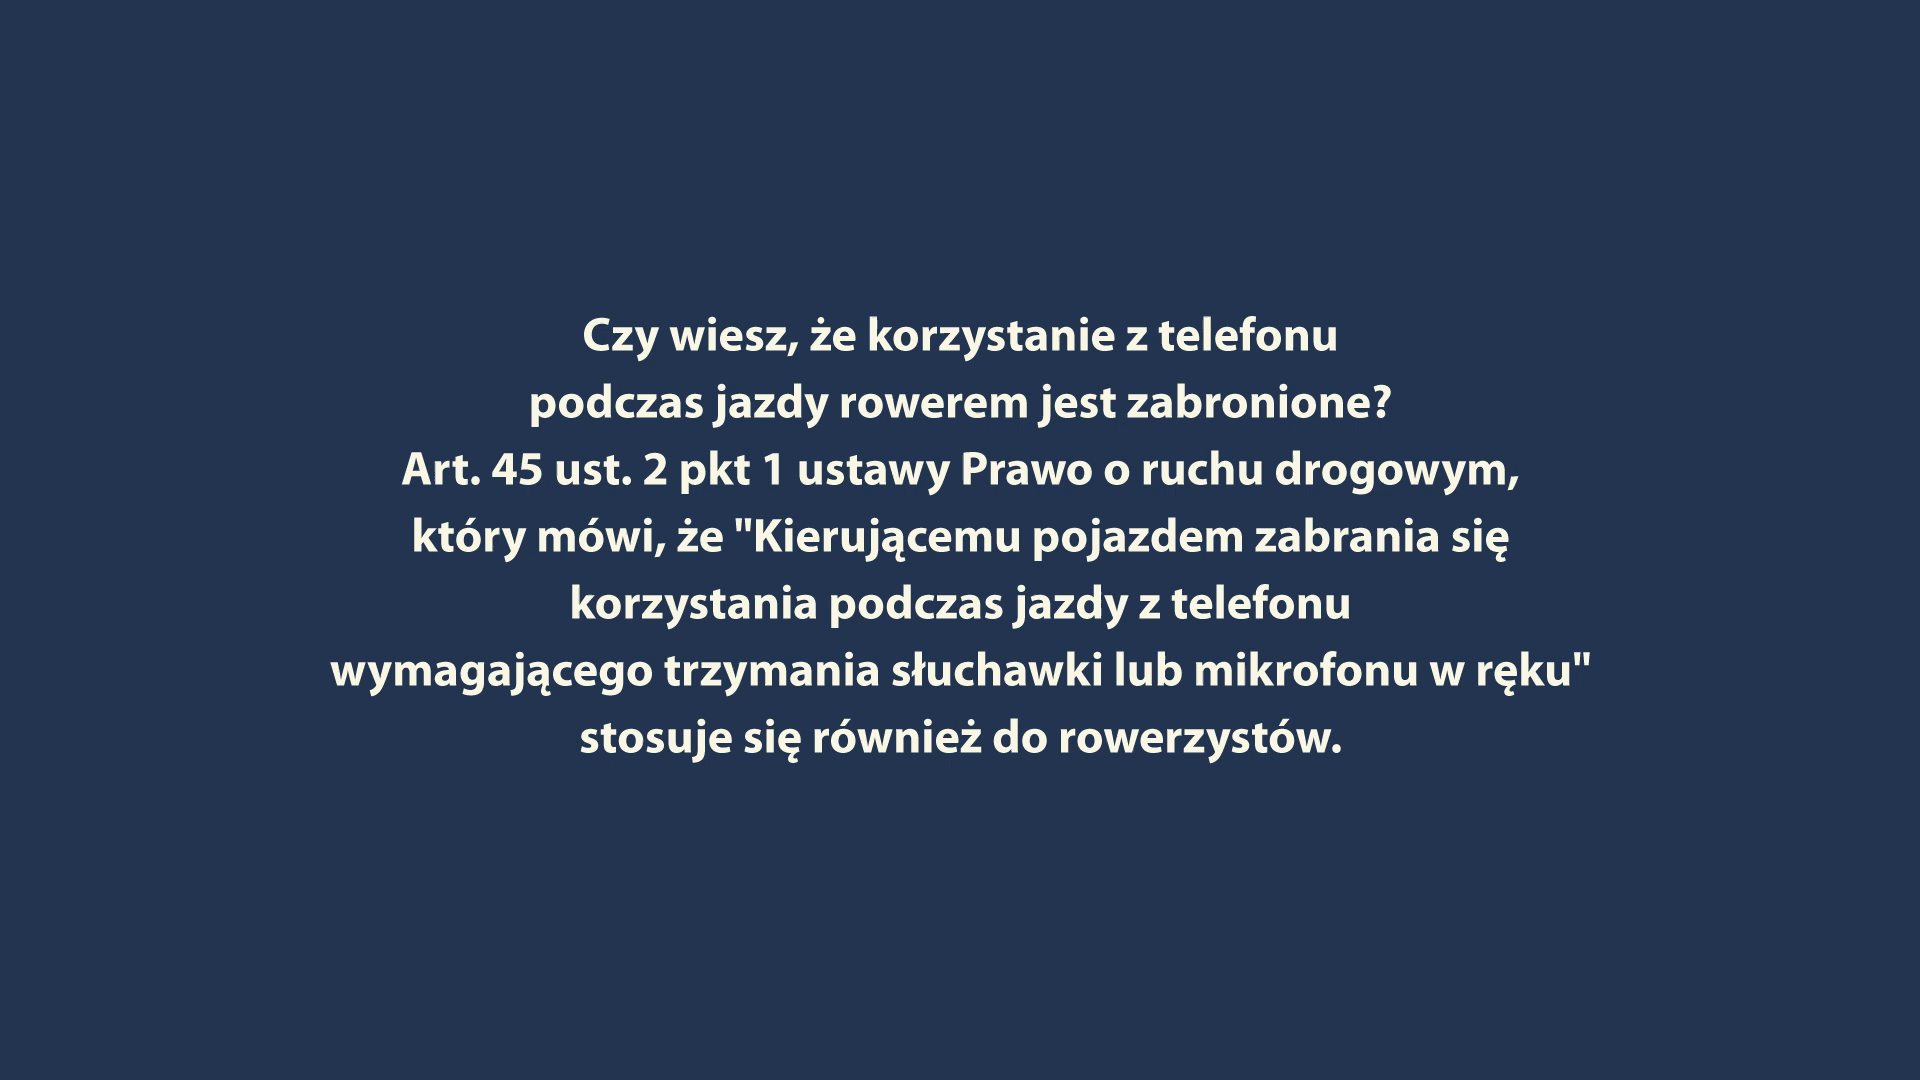 Czy wiesz, że korzystanie z telefonu
podczas jazdy rowerem jest zabronione?
Art. 45 ust. 2 pkt 1 ustawy Prawo o ruchu drogowym,
który mówi, że "Kierującemu pojazdem zabrania się
korzystania podczas jazdy z telefonu
wymagającego trzymania słuchawki lub mikrofonu w ręku"
stosuje się również do rowerzystów.